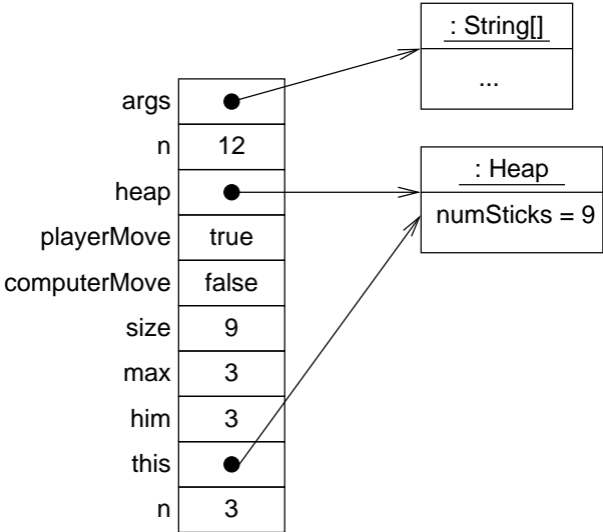 : String[]
...
args
n 12
heap
: Heap
numSticks = 9
playerMove true
computerMove false
size 9
max 3
him 3
this
n 3